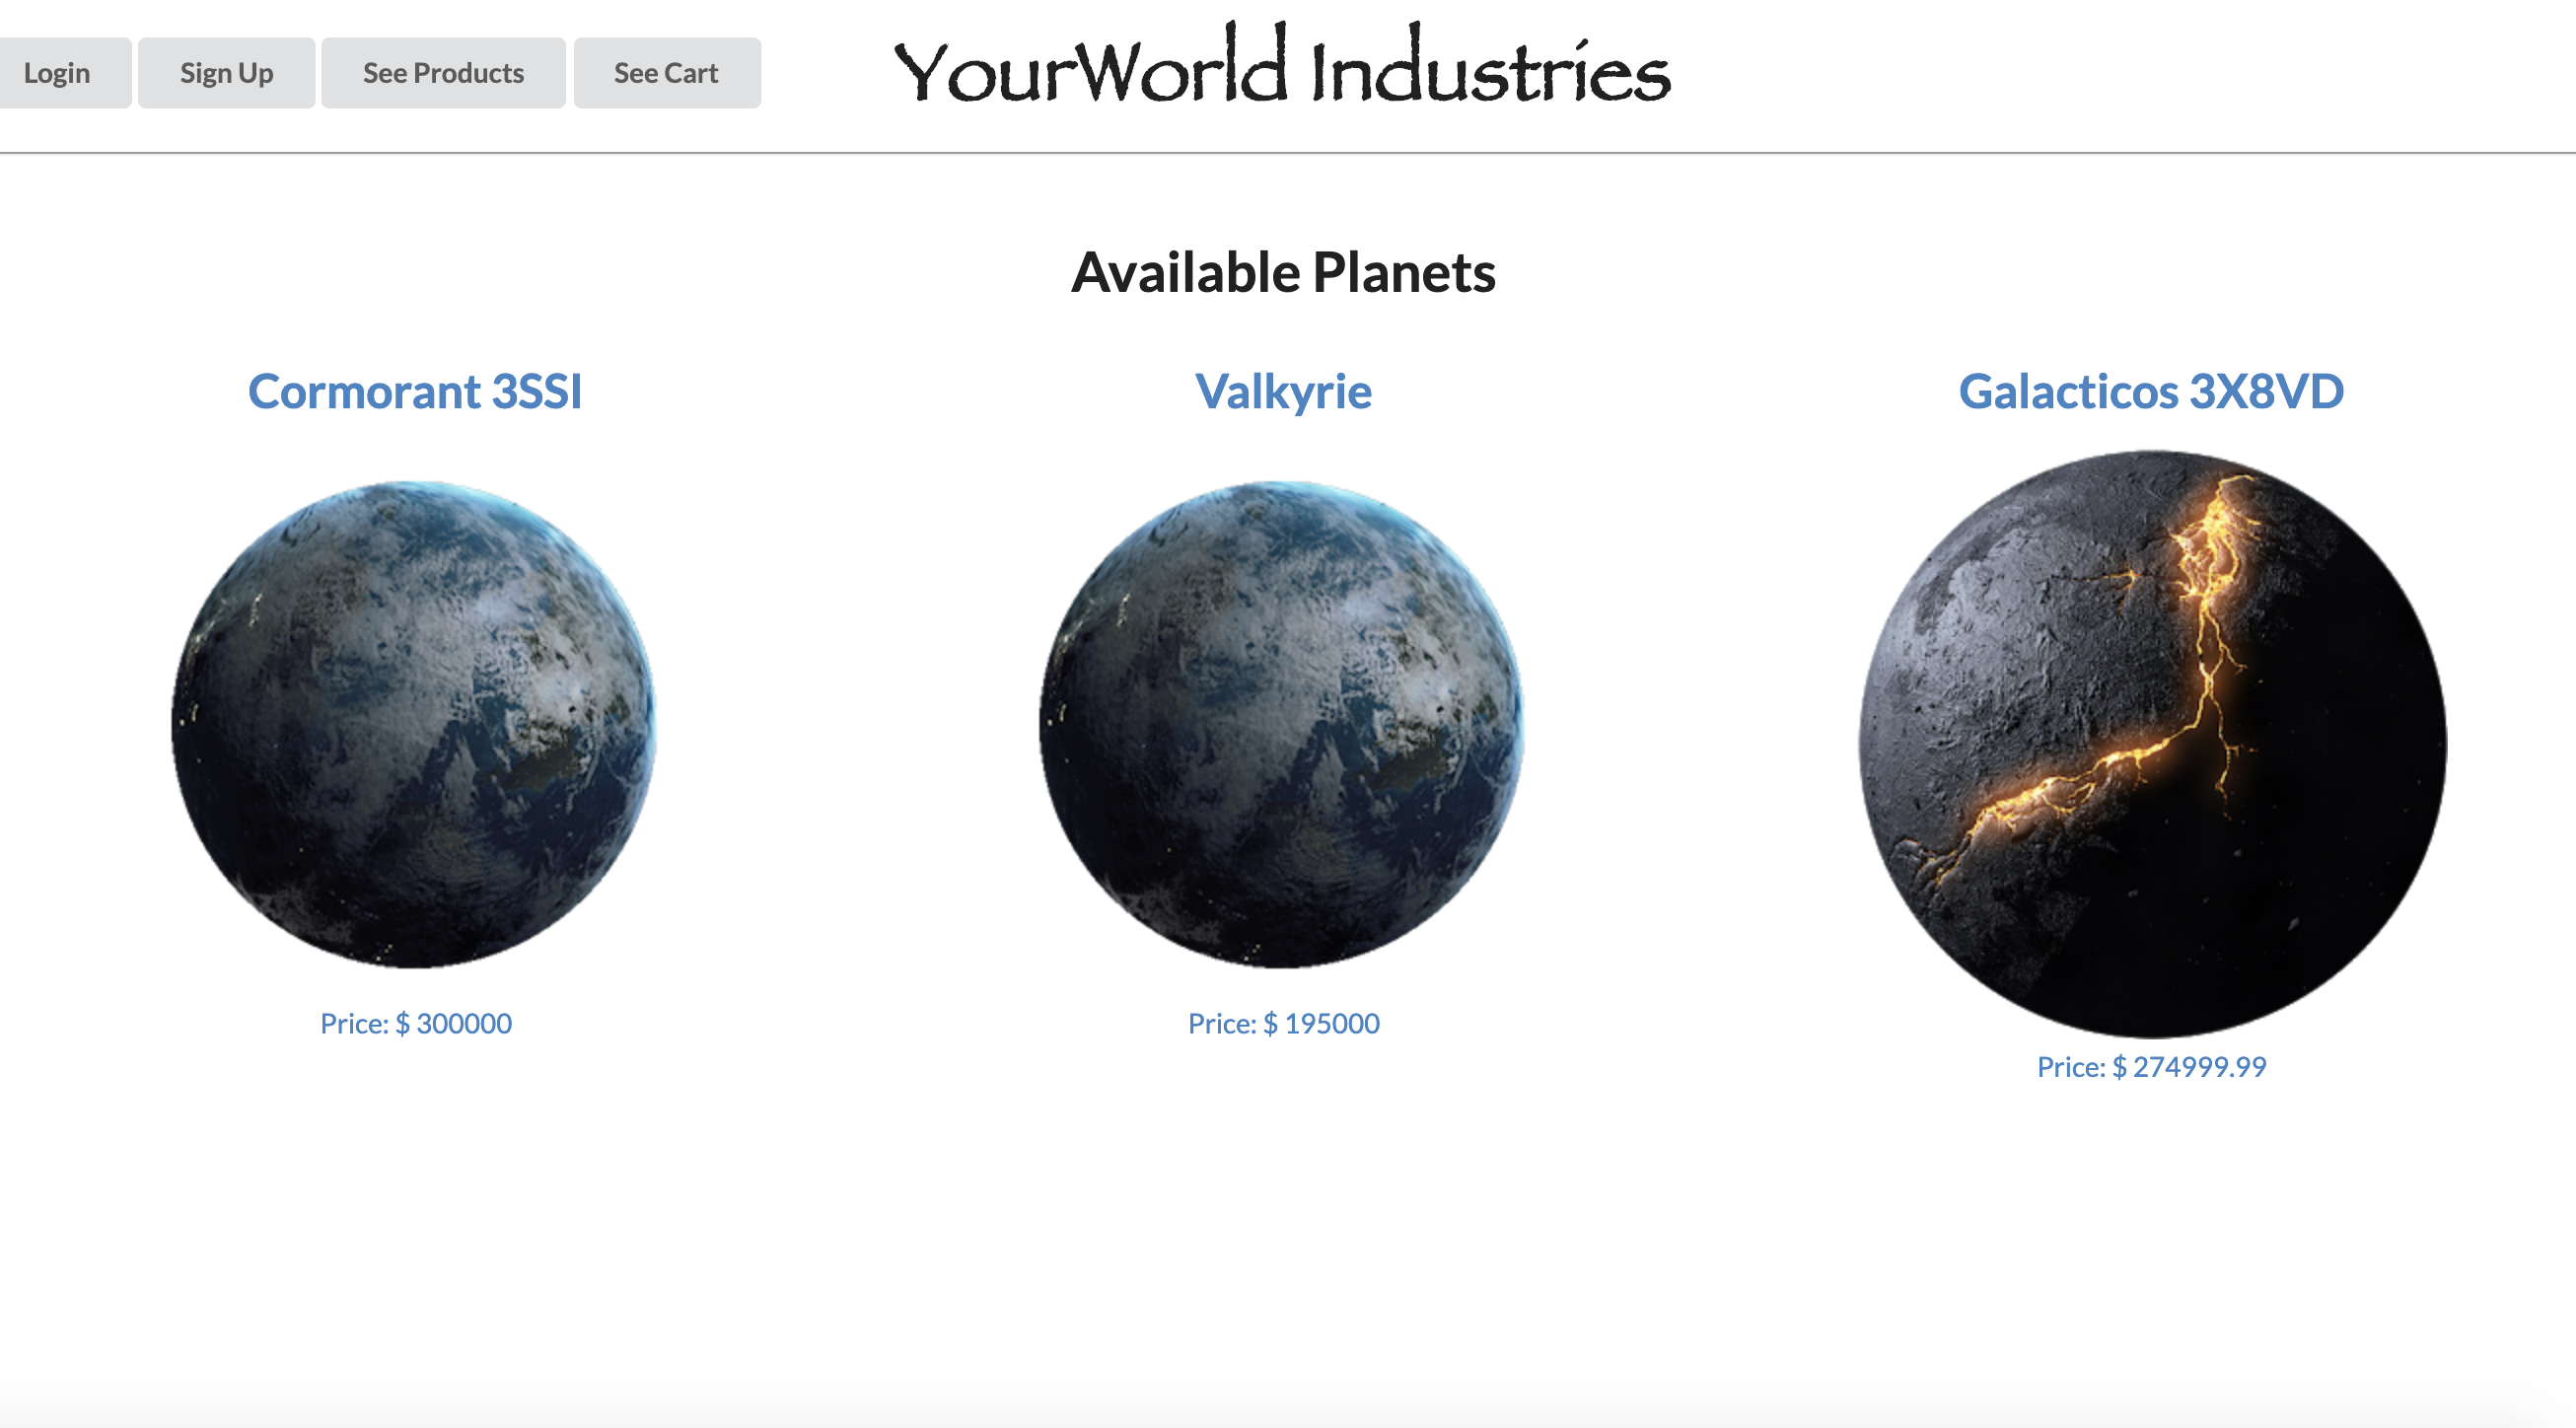 Login Sign Up See Products See Cart YourWorld Industries
Available Planets
Cormorant 3SSI Valkyrie Galacticos 3X8VD
Price: $ 300000 Price: $ 195000
Price: $ 274999.99